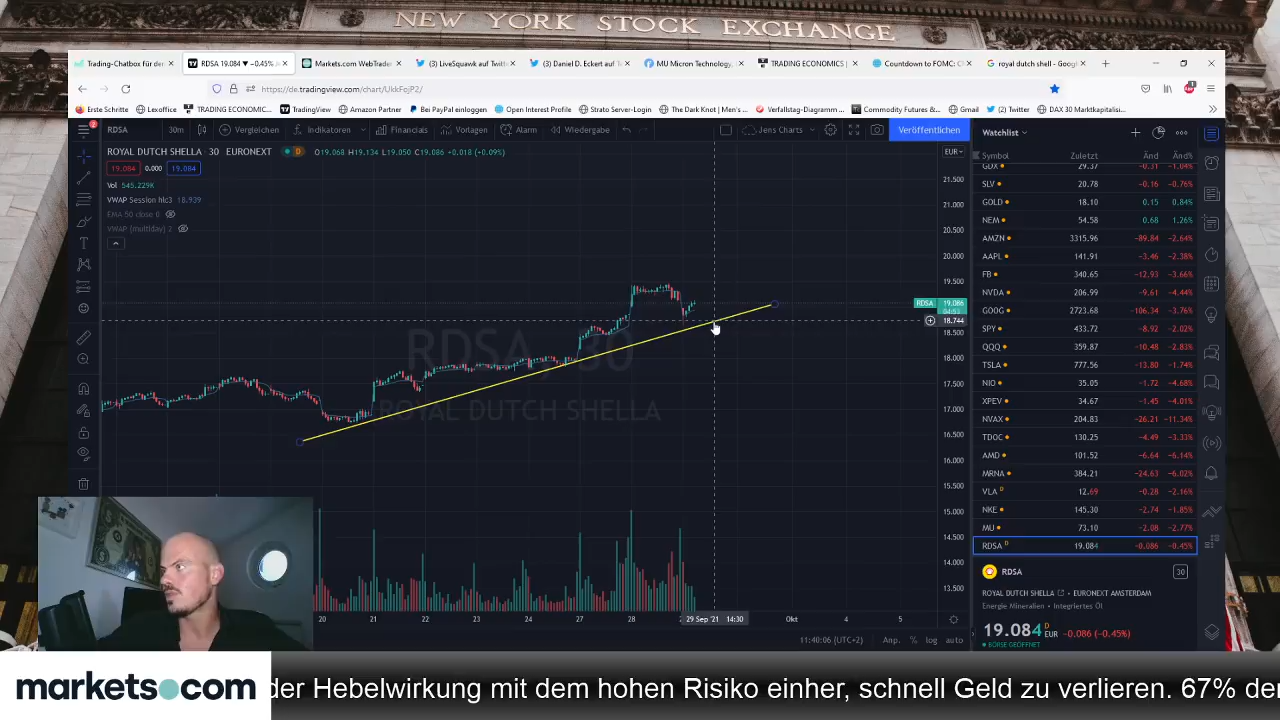 NEW YORK STOCK EXCHANGE
Trading-Chatbox für der
RDSA 19.084 ▼ −0.45% A
Markets.com WebTrader
(3) LiveSquawk auf Twitt
(3) Daniel D. Eckert auf T
MU Micron Technology,
TRADING ECONOMICS |
Countdown to FOMC: C
royal dutch shell - Googl
https://de.tradingview.com/chart/UkkFojP2/
Erste Schritte
Lexoffice
TRADING ECONOMIC...
TradingView
Amazon Partner
Bei PayPal einloggen
Open Interest Profile
Strato Server-Login
The Dark Knot | Men's ...
Verfallstag-Diagramm ...
Commodity Futures &...
Gmail
(2) Twitter
DAX 30 Marktkapitalisi...
RDSA
30m
Vergleichen
Indikatoren
Financials
Vorlagen
Alarm
Wiedergabe
Jens Charts
Veröffentlichen
ROYAL DUTCH SHELLA • 30 EURONEXT D O19.068 H19.134 L19.050 C19.086 +0.018 (+0.09%)
19.084 0.000 19.084
Vol 545.229K
VWAP Session hlc3 18.939
EMA 50 close 0
VWAP (multiday) 2
RDSA, 30
ROYAL DUTCH SHELLA
EUR
21.500
21.000
20.500
20.000
19.500
RDSA 19.086
04:53
18.744
18.500
18.000
17.500
17.000
16.500
16.000
15.500
15.000
14.500
14.000
13.500
20 21 22 23 24 27 28 29 Sep '21 14:30 Okt 4 5
11:40:06 (UTC+2) Anp. % log auto
Watchlist
Symbol Zuletzt Änd Änd%
GDX 29.37 −0.31 −1.04%
SLV 20.78 −0.16 −0.76%
GOLD 18.10 0.15 0.84%
NEM 54.58 0.68 1.26%
AMZN 3315.96 −89.84 −2.64%
AAPL 141.91 −3.46 −2.38%
FB 340.65 −12.93 −3.66%
NVDA 206.99 −9.61 −4.44%
GOOG 2723.68 −106.34 −3.76%
SPY 433.72 −8.92 −2.02%
QQQ 359.87 −10.48 −2.83%
TSLA 777.56 −13.80 −1.74%
NIO 35.05 −1.72 −4.68%
XPEV 34.67 −1.45 −4.01%
NVAX 204.83 −26.21 −11.34%
TDOC 130.25 −4.49 −3.33%
AMD 101.52 −6.64 −6.14%
MRNA 384.21 −24.63 −6.02%
VLA D 12.69 −0.28 −2.16%
NKE 145.30 −2.74 −1.85%
MU 73.10 −2.08 −2.77%
RDSA D 19.084 −0.086 −0.45%
RDSA 30
ROYAL DUTCH SHELLA • EURONEXT AMSTERDAM
Energie Mineralien • Integriertes Öl
19.084 D EUR −0.086 (−0.45%)
BÖRSE GEÖFFNET
markets.com
der Hebelwirkung mit dem hohen Risiko einher, schnell Geld zu verlieren. 67% der